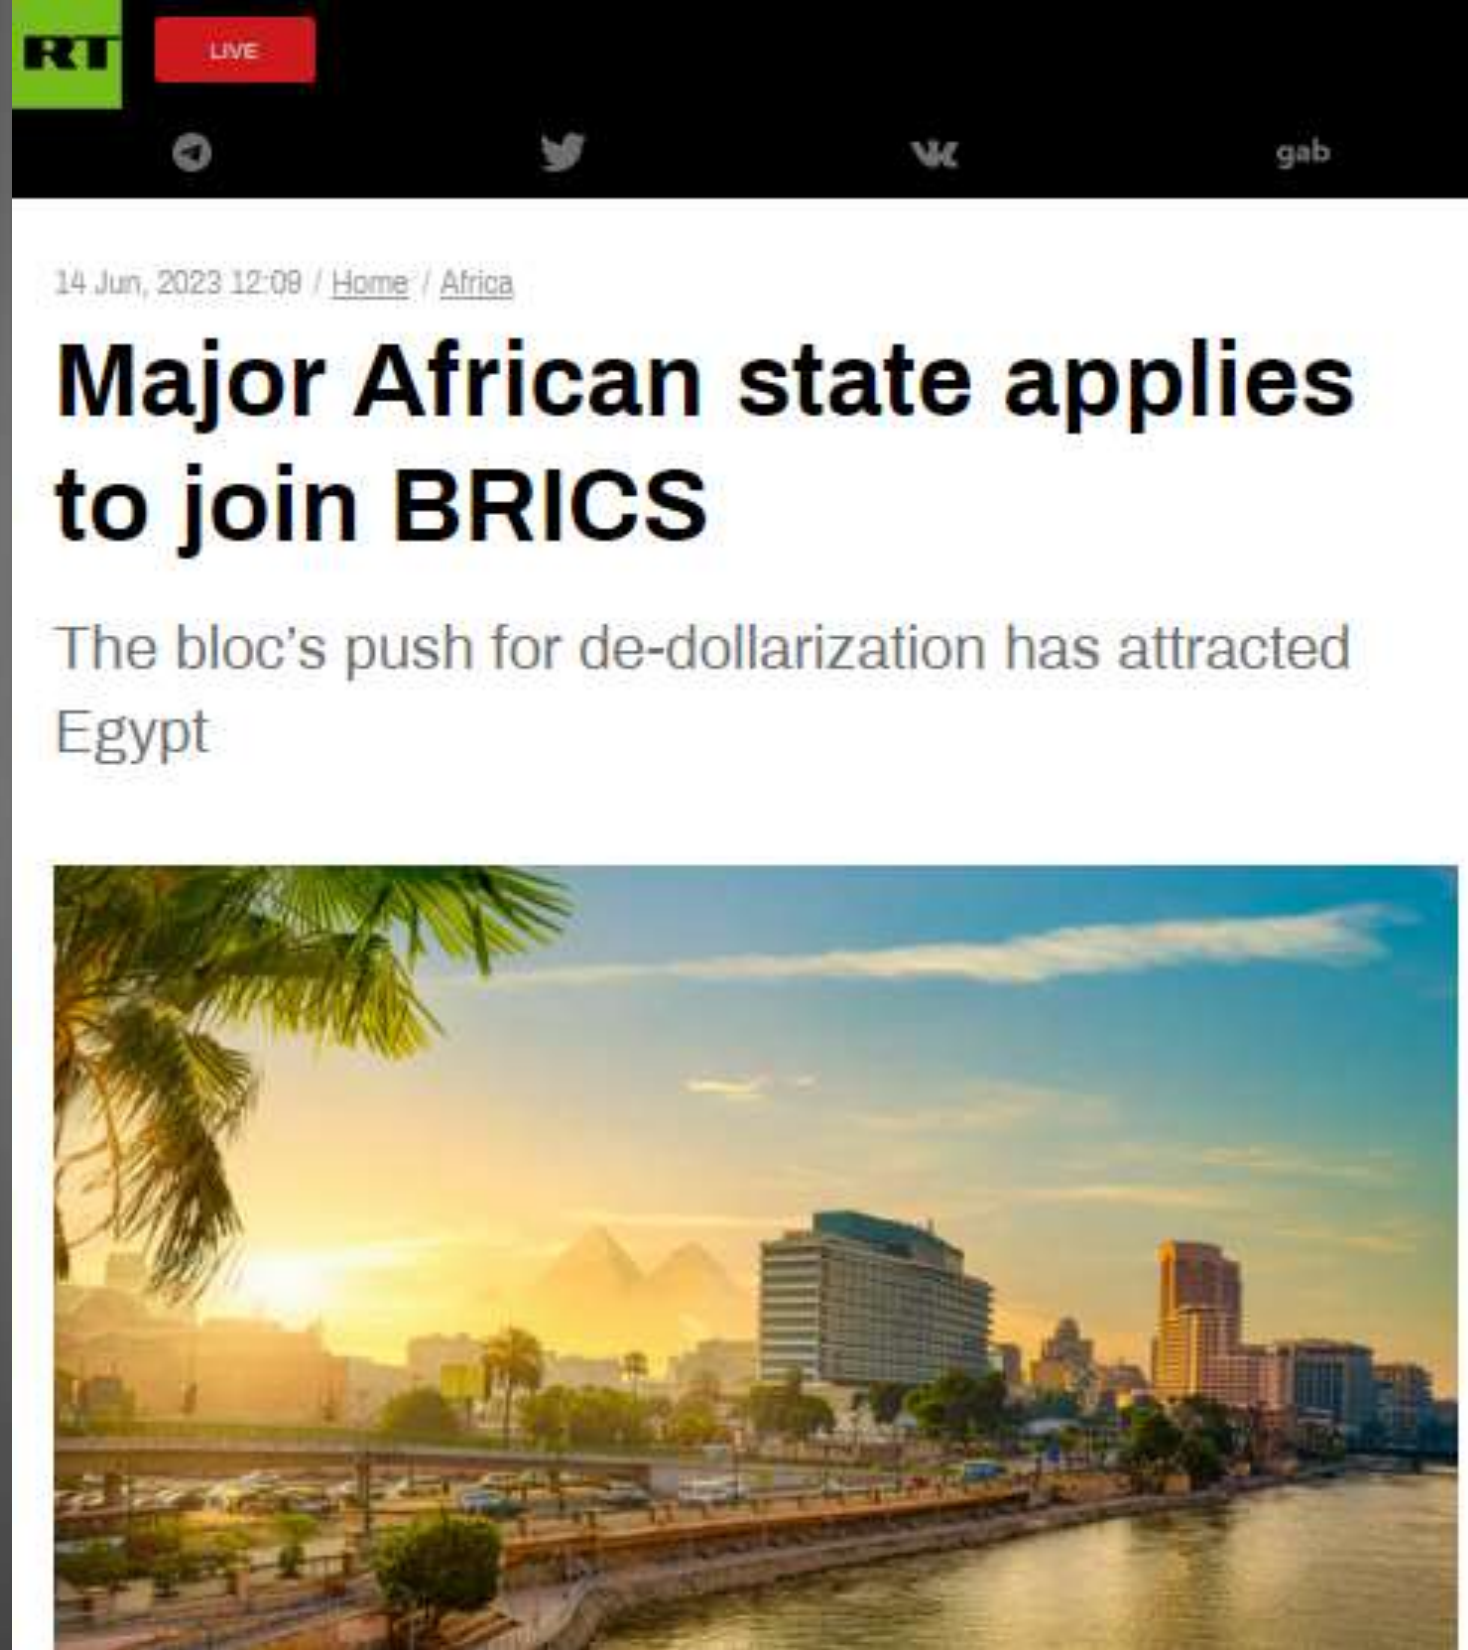 RT
LIVE
gab
14 Jun, 2023 12:09 / Home / Africa
Major African state applies
to join BRICS
The bloc's push for de-dollarization has attracted
Egypt